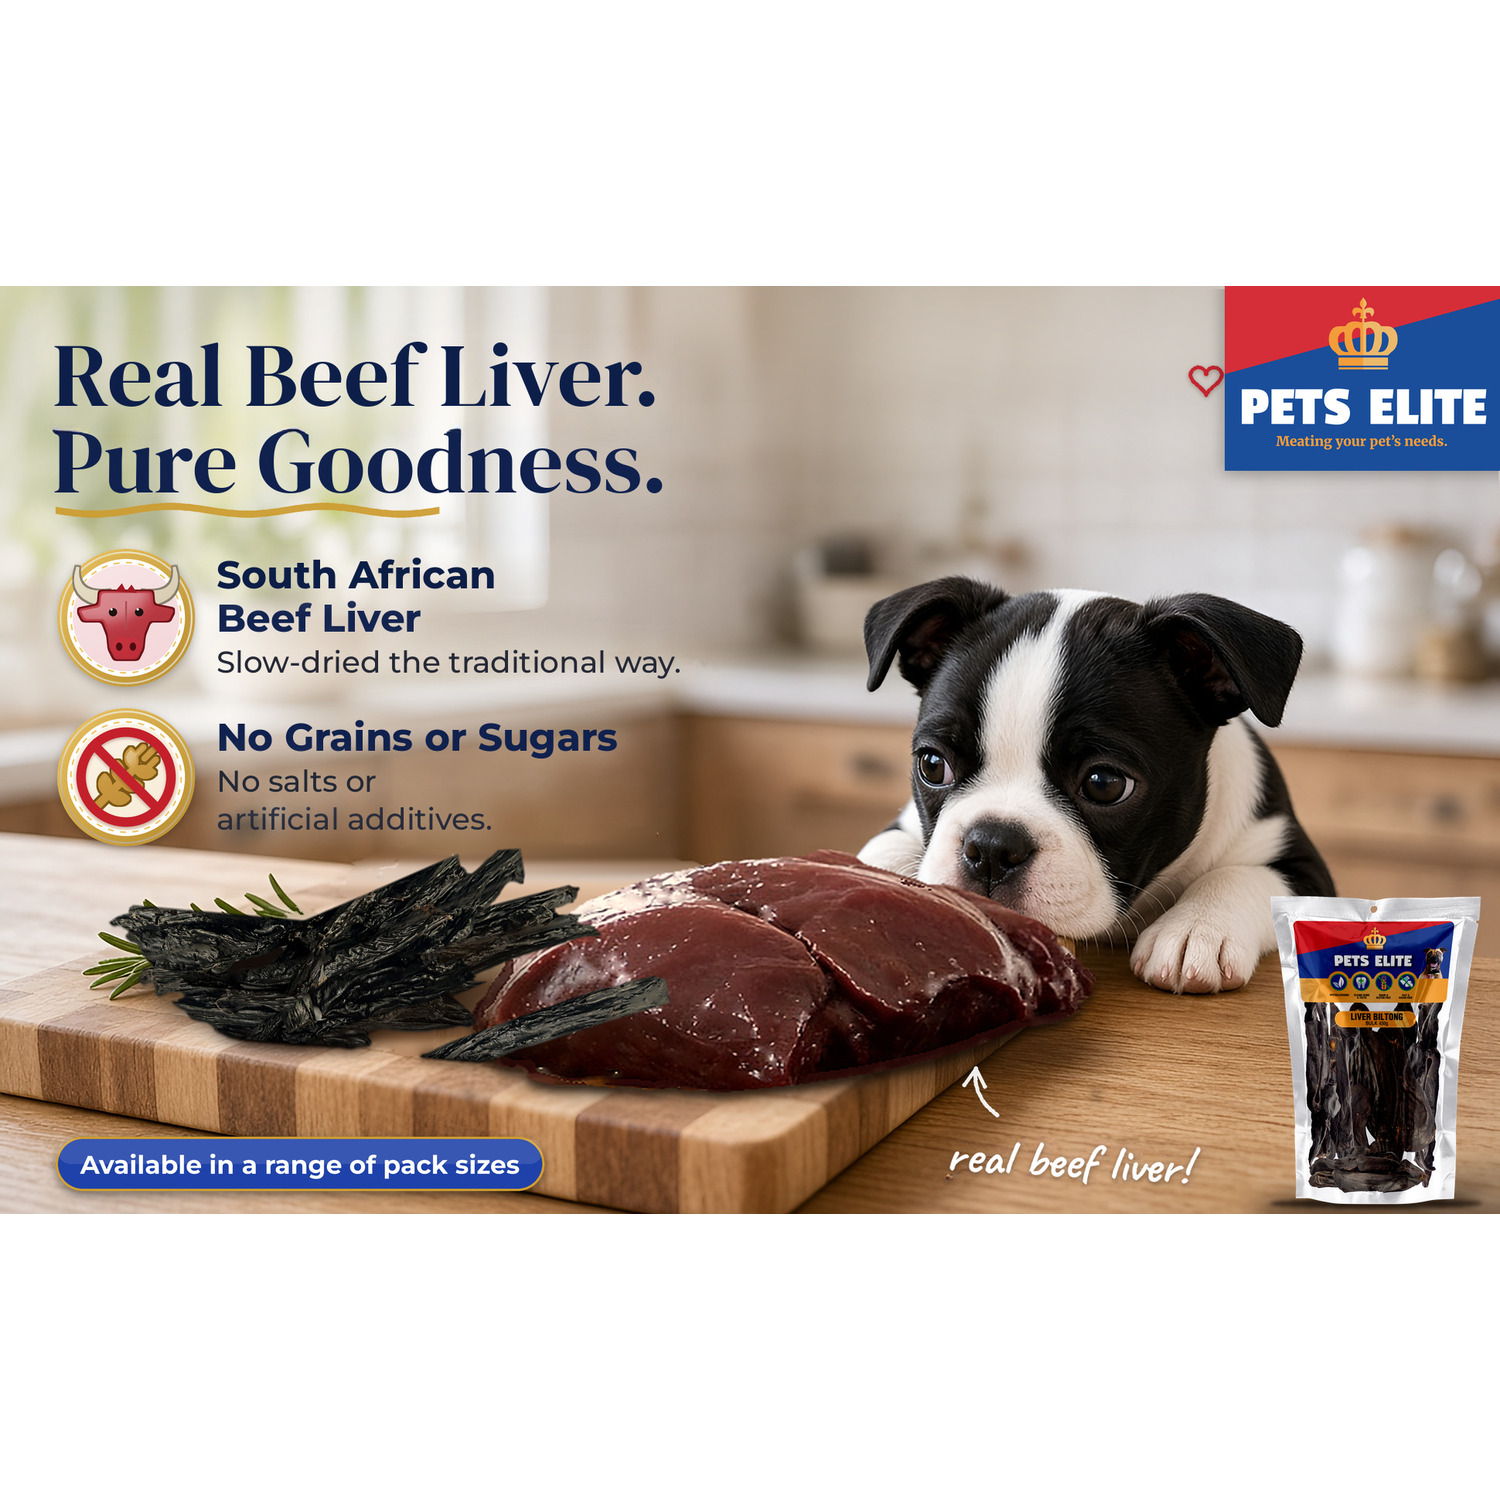 Real Beef Liver.
Pure Goodness.
PETS ELITE
Meating your pet's needs.
South African
Beef Liver
Slow-dried the traditional way.
No Grains or Sugars
No salts or
artificial additives.
PETS ELITE
LIVER BILTONG
real beef liver!
Available in a range of pack sizes